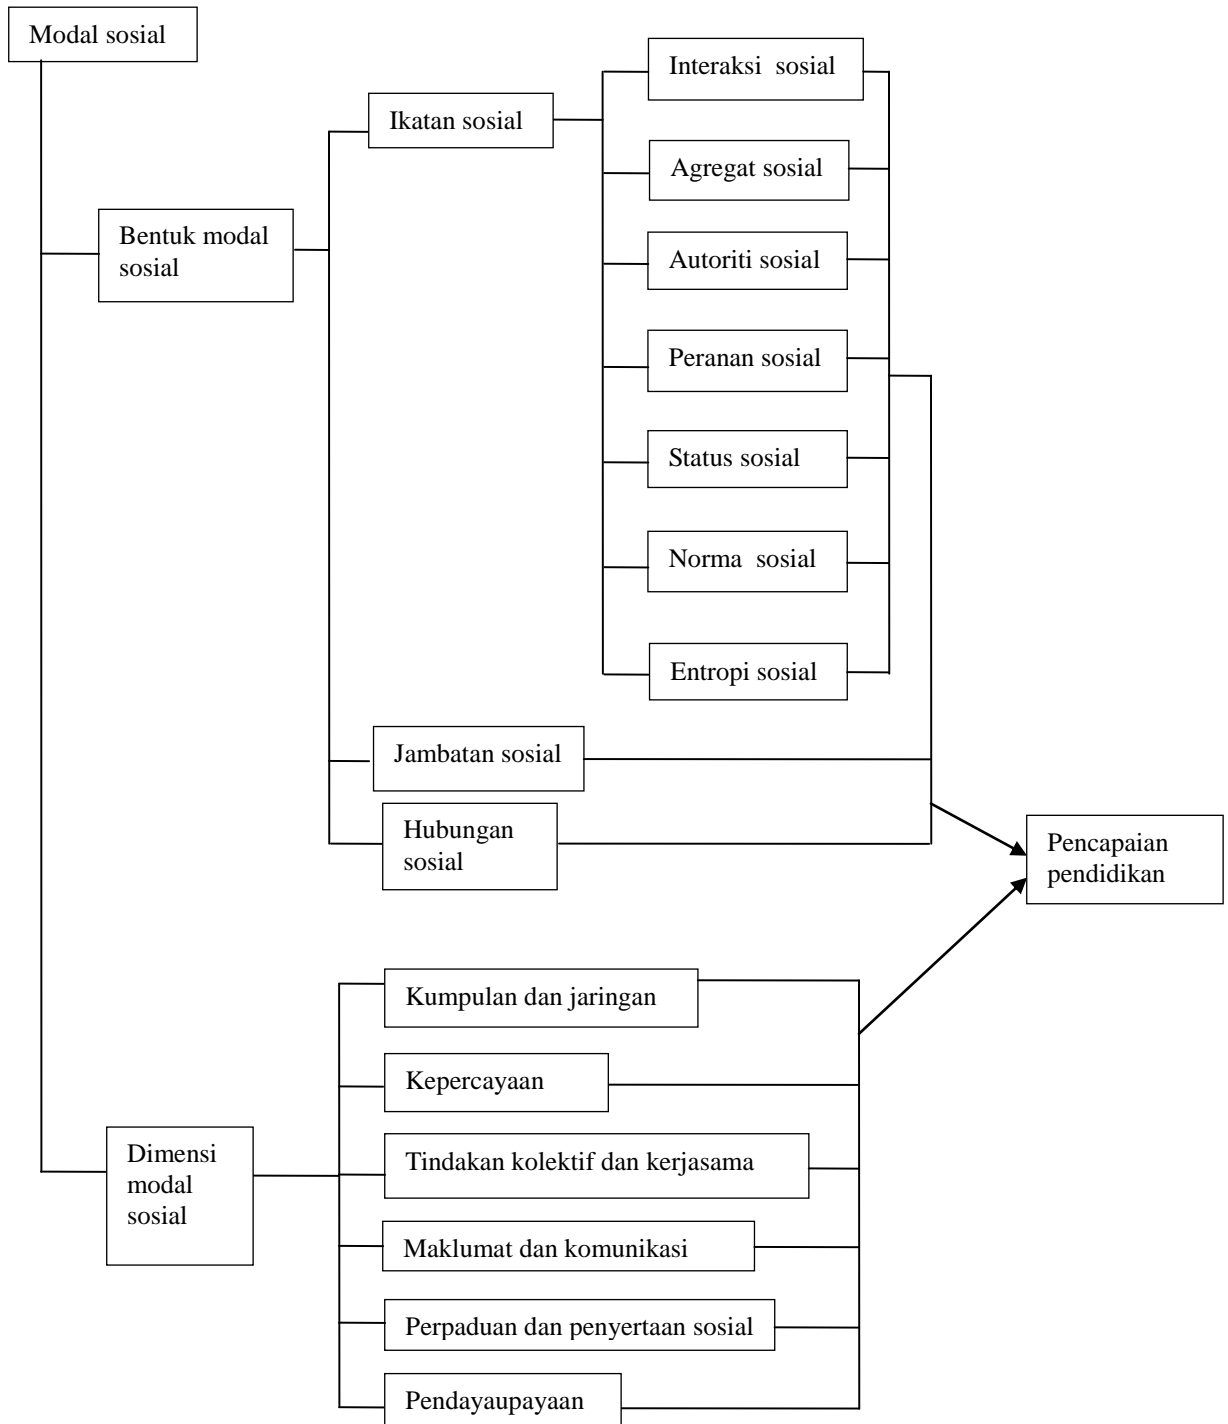 Modal sosial
Interaksi sosial
Ikatan sosial
Agregat sosial
Bentuk modal
sosial
Autoriti sosial
Peranan sosial
Status sosial
Norma sosial
Entropi sosial
Jambatan sosial
Hubungan
sosial
Pencapaian
pendidikan
Kumpulan dan jaringan
Kepercayaan
Dimensi
modal
sosial
Tindakan kolektif dan kerjasama
Maklumat dan komunikasi
Perpaduan dan penyertaan sosial
Pendayaupayaan